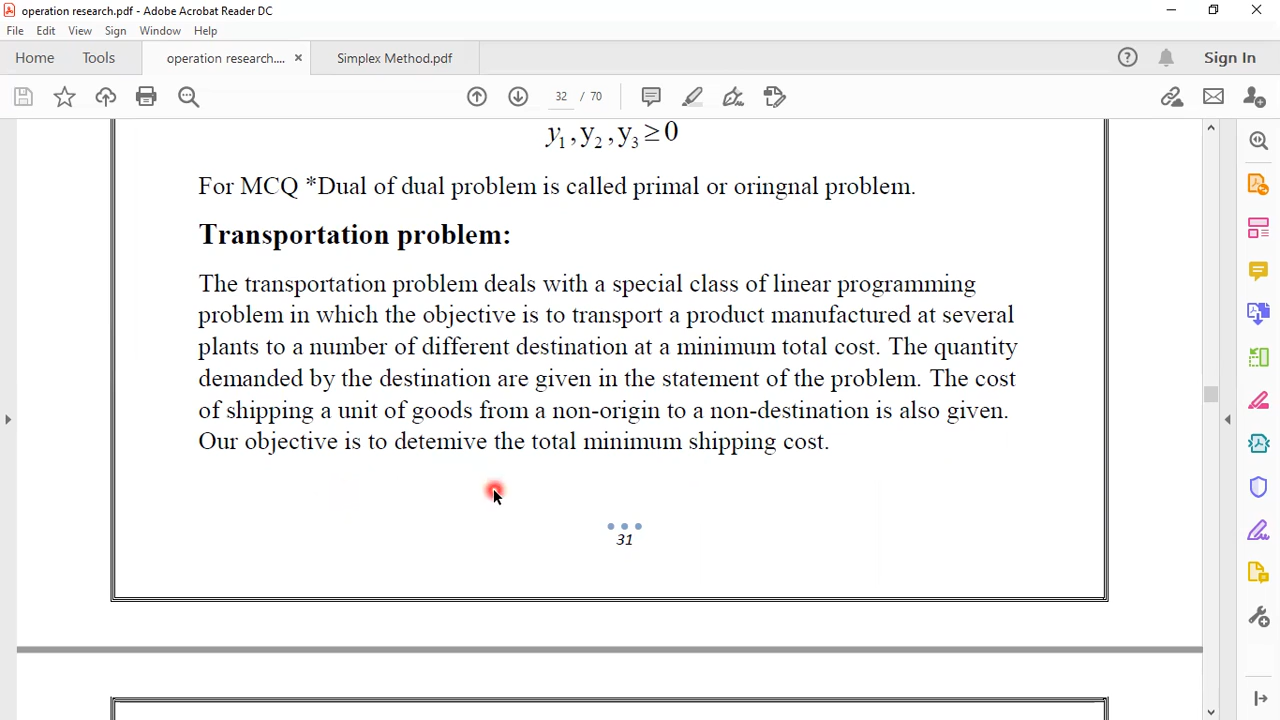 operation research.pdf - Adobe Acrobat Reader DC
File Edit View Sign Window Help
Home Tools operation research.... × Simplex Method.pdf Sign In
32 / 70
y₁,y₂,y₃≥0
For MCQ *Dual of dual problem is called primal or oringnal problem.
Transportation problem:
The transportation problem deals with a special class of linear programming
problem in which the objective is to transport a product manufactured at several
plants to a number of different destination at a minimum total cost. The quantity
demanded by the destination are given in the statement of the problem. The cost
of shipping a unit of goods from a non-origin to a non-destination is also given.
Our objective is to detemive the total minimum shipping cost.
31